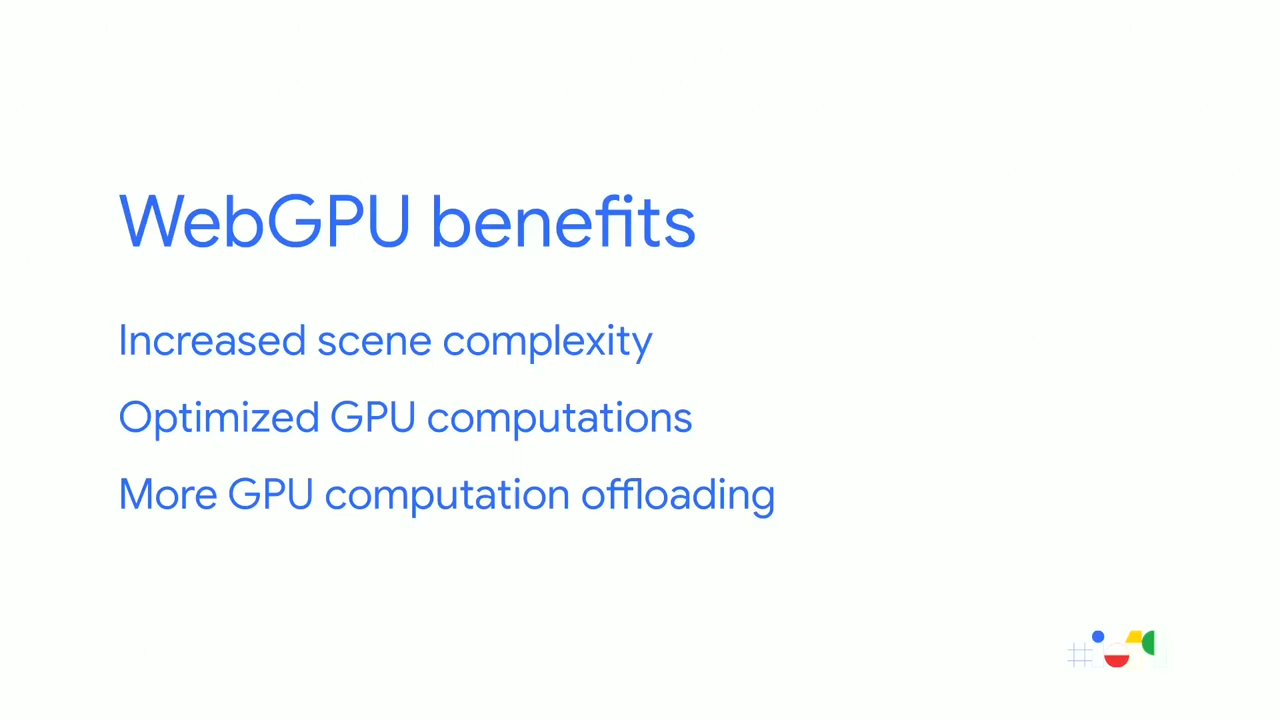 WebGPU benefits
Increased scene complexity
Optimized GPU computations
More GPU computation offloading